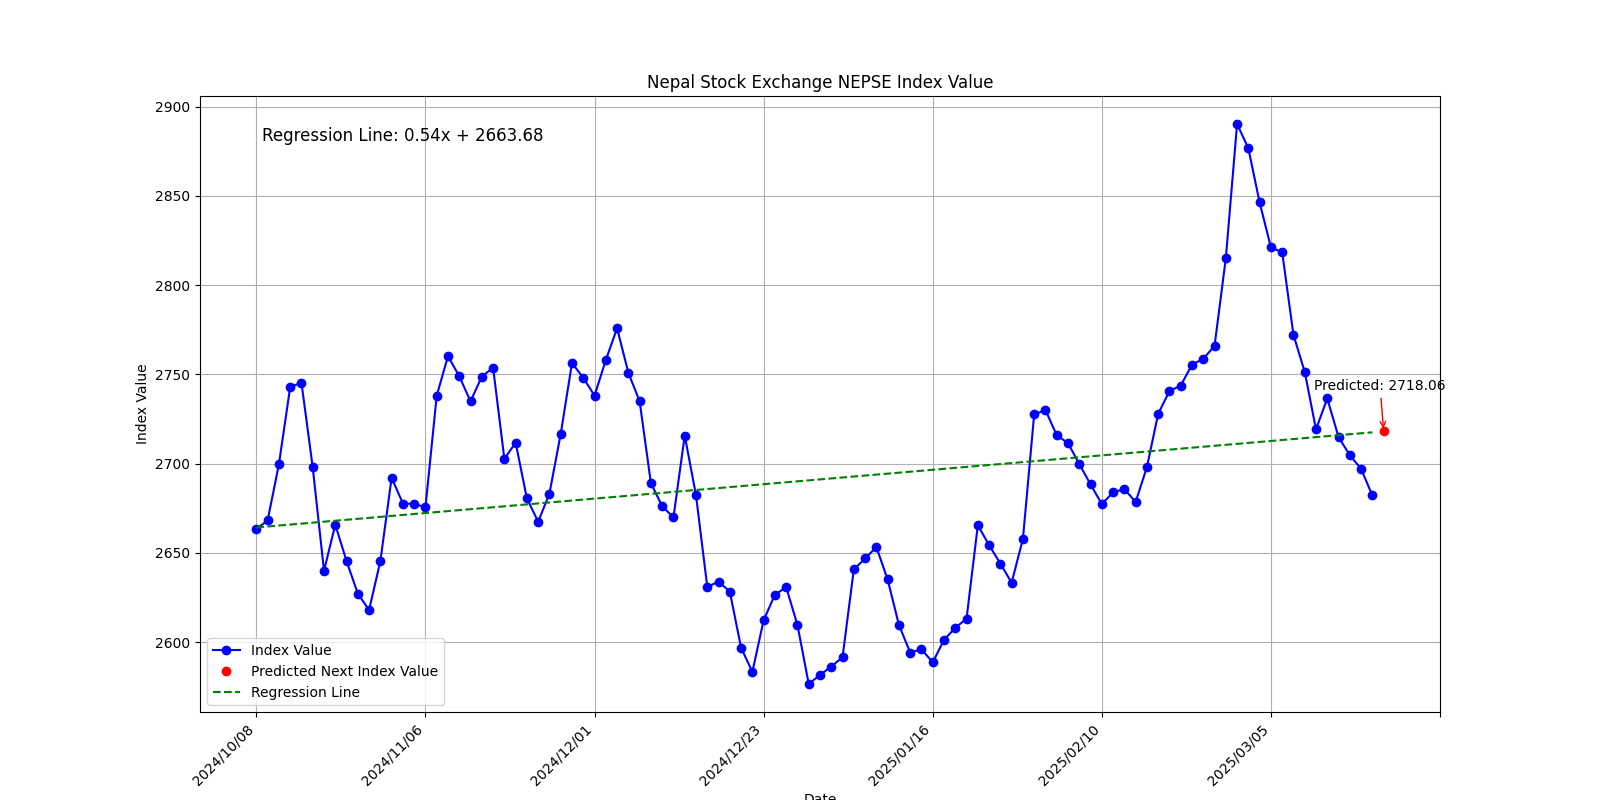 Nepal Stock Exchange NEPSE Index Value
Regression Line: 0.54x + 2663.68
2900
2850
2800
2750
2700
2650
2600
Index Value
Predicted: 2718.06
Index Value
Predicted Next Index Value
Regression Line
2024/10/08
2024/11/06
2024/12/01
2024/12/23
2025/01/16
2025/02/10
2025/03/05
Date